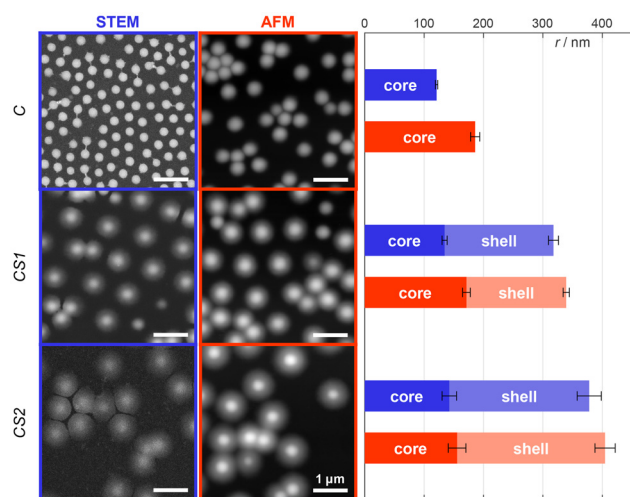 STEM
AFM
0 100 200 300 400
r / nm
C
core
core
CS1
core shell
core shell
CS2
core shell
1 µm
core shell